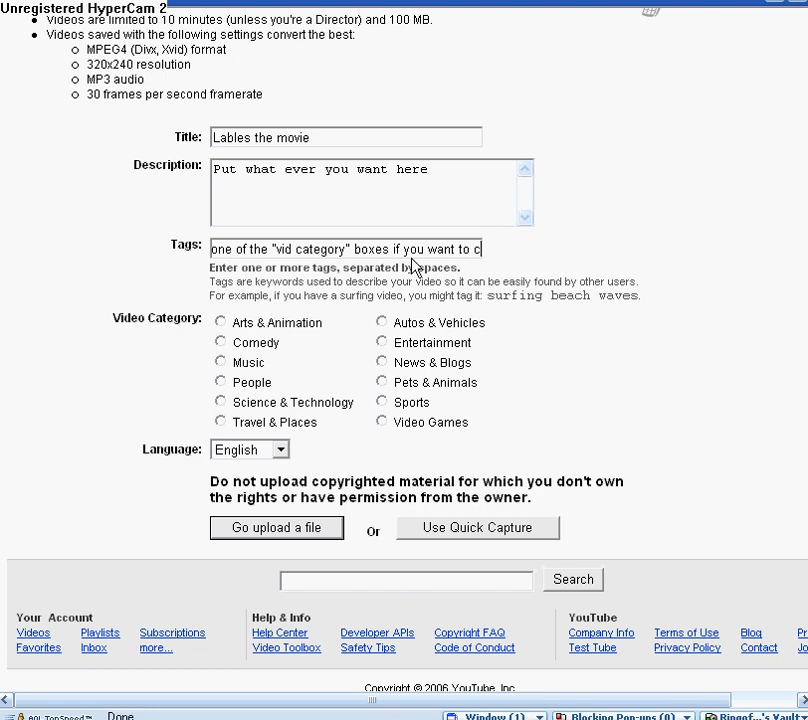 Unregistered HyperCam 2
Videos are limited to 10 minutes (unless you're a Director) and 100 MB.
Videos saved with the following settings convert the best:
MPEG4 (Divx, Xvid) format
320x240 resolution
MP3 audio
30 frames per second framerate
Title: Lables the movie
Description: Put what ever you want here
Tags: one of the "vid category" boxes if you want to c
Enter one or more tags, separated by spaces.
Tags are keywords used to describe your video so it can be easily found by other users.
For example, if you have a surfing video, you might tag it: surfing beach waves.
Video Category: Arts & Animation Autos & Vehicles
Comedy Entertainment
Music News & Blogs
People Pets & Animals
Science & Technology Sports
Travel & Places Video Games
Language: English
Do not upload copyrighted material for which you don't own
the rights or have permission from the owner.
Go upload a file Or Use Quick Capture
Search
Your Account Help & Info YouTube
Videos Playlists Subscriptions Help Center Developer APIs Copyright FAQ Company Info Terms of Use Blog Pr
Favorites Inbox more... Video Toolbox Safety Tips Code of Conduct Test Tube Privacy Policy Contact Jo
Copyright © 2006 YouTube, Inc.
AOL TopSpeed™ Done Window (1) Blocking Pop-ups (0) Ringof...'s Vault